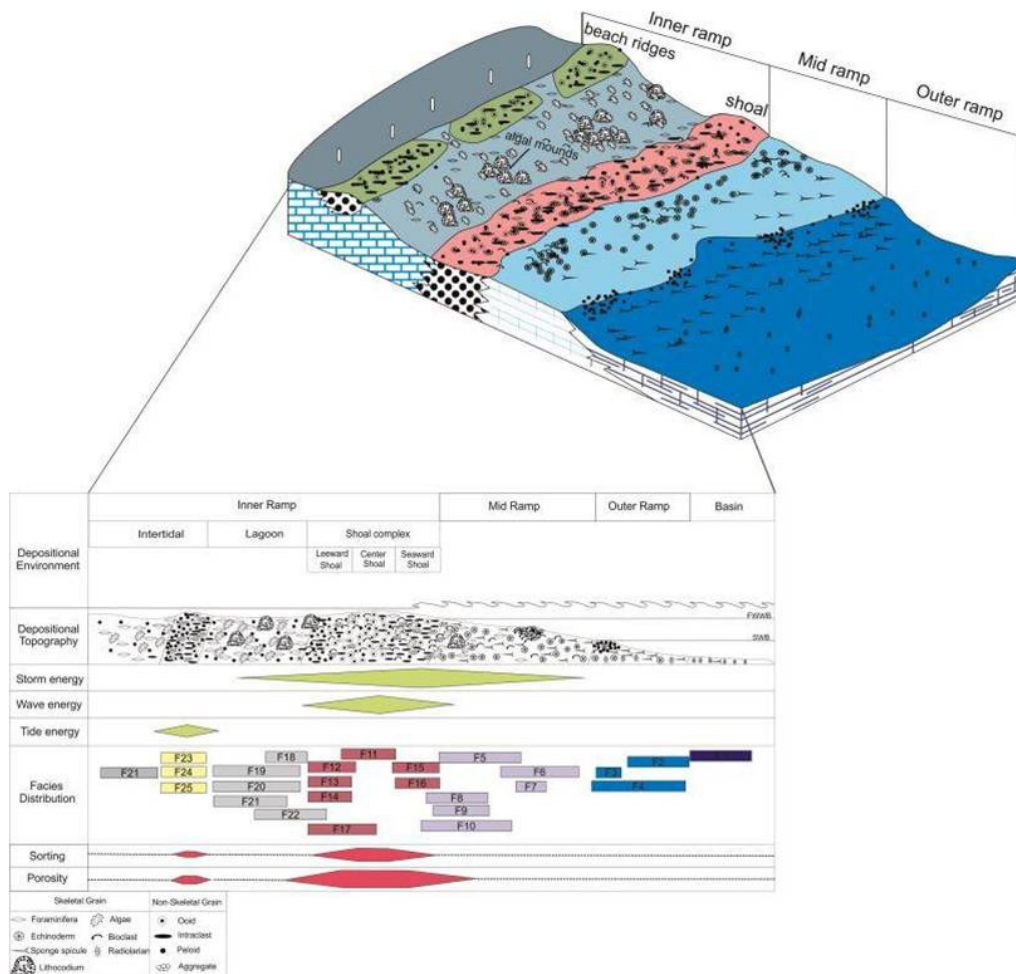 Inner ramp
beach ridges
Mid ramp
shoal
Outer ramp
algal mounds
Inner Ramp
Mid Ramp
Outer Ramp
Basin
Intertidal
Lagoon
Shoal complex
Depositional
Environment
Leeward
Shoal
Center
Shoal
Seaward
Shoal
Depositional
Topography
FWWB
SWB
Storm energy
Wave energy
Tide energy
Facies
Distribution
F23
F18
F11
F5
F2
F21
F24
F19
F12
F15
F6
F3
F25
F20
F13
F16
F7
F4
F21
F14
F8
F22
F9
F17
F10
Sorting
Porosity
Skeletal Grain
Non-Skeletal Grain
Foraminifera
Algae
Ooid
Echinoderm
Bioclast
Intraclast
Sponge spicule
Radiolarian
Peloid
Lithocodium
Aggregate